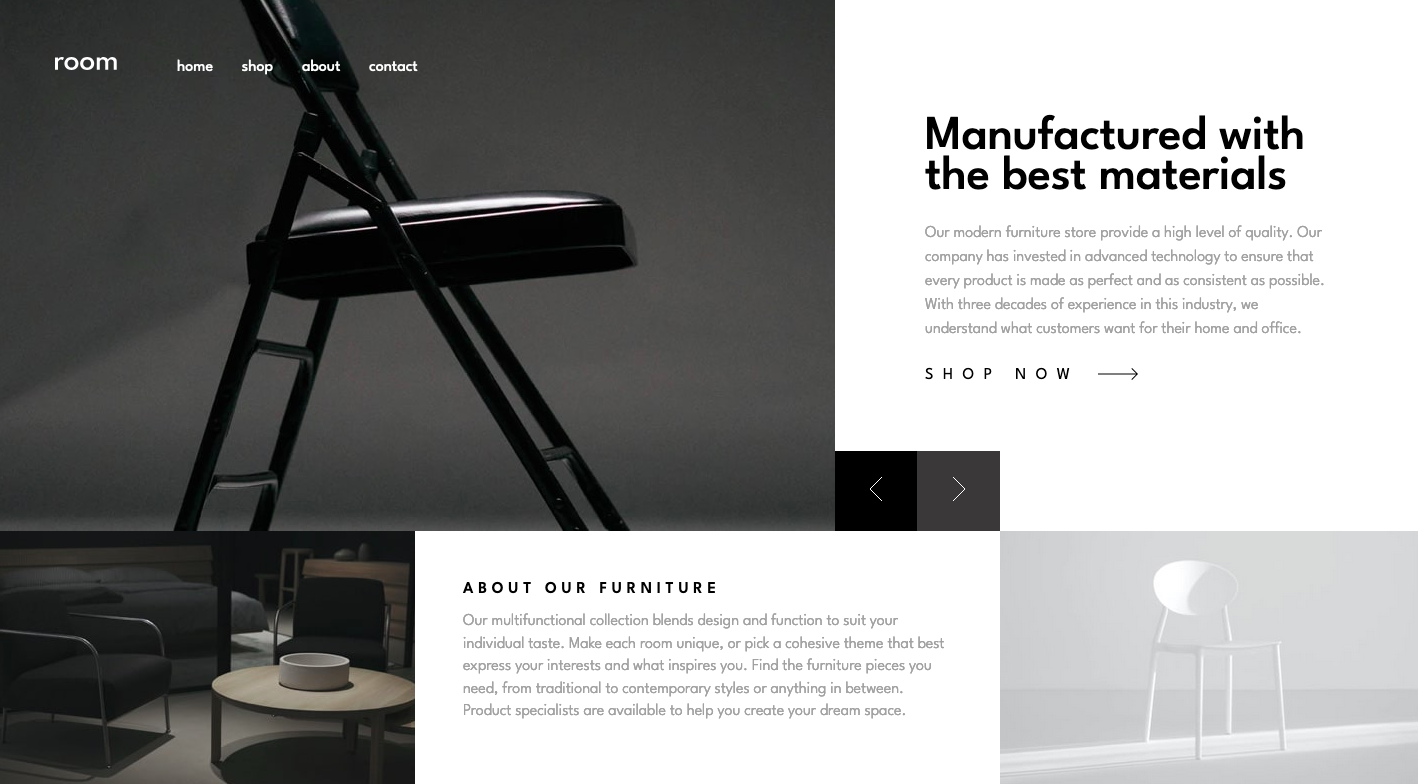 room
home shop about contact
Manufactured with
the best materials
Our modern furniture store provide a high level of quality. Our
company has invested in advanced technology to ensure that
every product is made as perfect and as consistent as possible.
With three decades of experience in this industry, we
understand what customers want for their home and office.
SHOP NOW
ABOUT OUR FURNITURE
Our multifunctional collection blends design and function to suit your
individual taste. Make each room unique, or pick a cohesive theme that best
express your interests and what inspires you. Find the furniture pieces you
need, from traditional to contemporary styles or anything in between.
Product specialists are available to help you create your dream space.